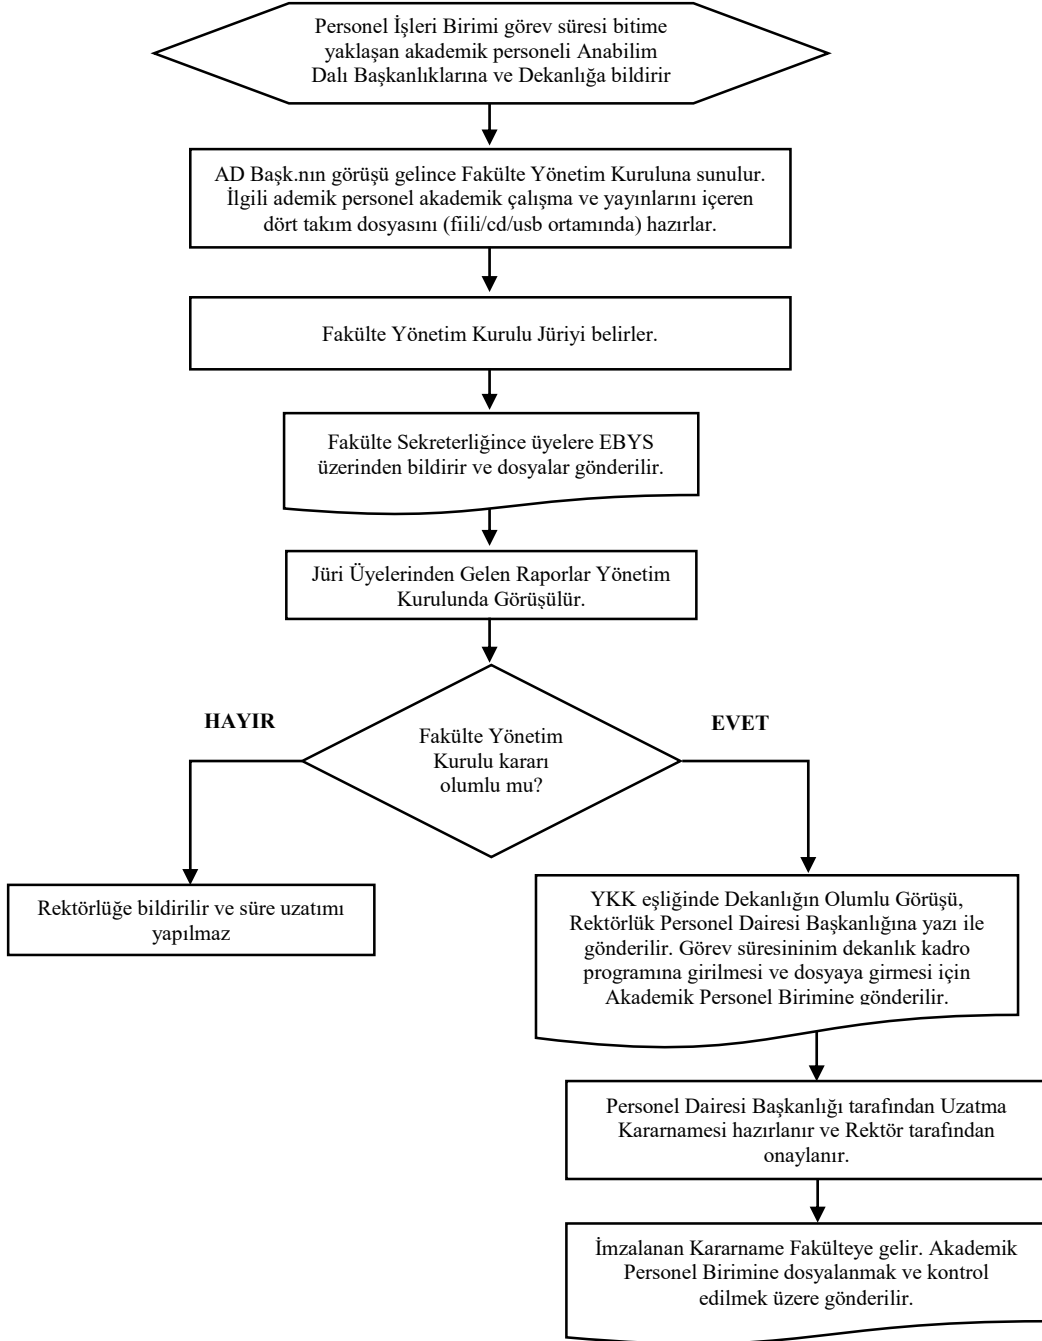 Personel İşleri Birimi görev süresi bitime
yaklaşan akademik personeli Anabilim
Dalı Başkanlıklarına ve Dekanlığa bildirir
AD Başk.nın görüşü gelince Fakülte Yönetim Kuruluna sunulur.
İlgili ademik personel akademik çalışma ve yayınlarını içeren
dört takım dosyasını (fiili/cd/usb ortamında) hazırlar.
Fakülte Yönetim Kurulu Jüriyi belirler.
Fakülte Sekreterliğince üyelere EBYS
üzerinden bildirir ve dosyalar gönderilir.
Jüri Üyelerinden Gelen Raporlar Yönetim
Kurulunda Görüşülür.
HAYIR
EVET
Fakülte Yönetim
Kurulu kararı
olumlu mu?
Rektörlüğe bildirilir ve süre uzatımı
yapılmaz
YKK eşliğinde Dekanlığın Olumlu Görüşü,
Rektörlük Personel Dairesi Başkanlığına yazı ile
gönderilir. Görev süresininim dekanlık kadro
programına girilmesi ve dosyaya girmesi için
Akademik Personel Birimine gönderilir.
Personel Dairesi Başkanlığı tarafından Uzatma
Kararnamesi hazırlanır ve Rektör tarafından
onaylanır.
İmzalanan Kararname Fakülteye gelir. Akademik
Personel Birimine dosyalanmak ve kontrol
edilmek üzere gönderilir.